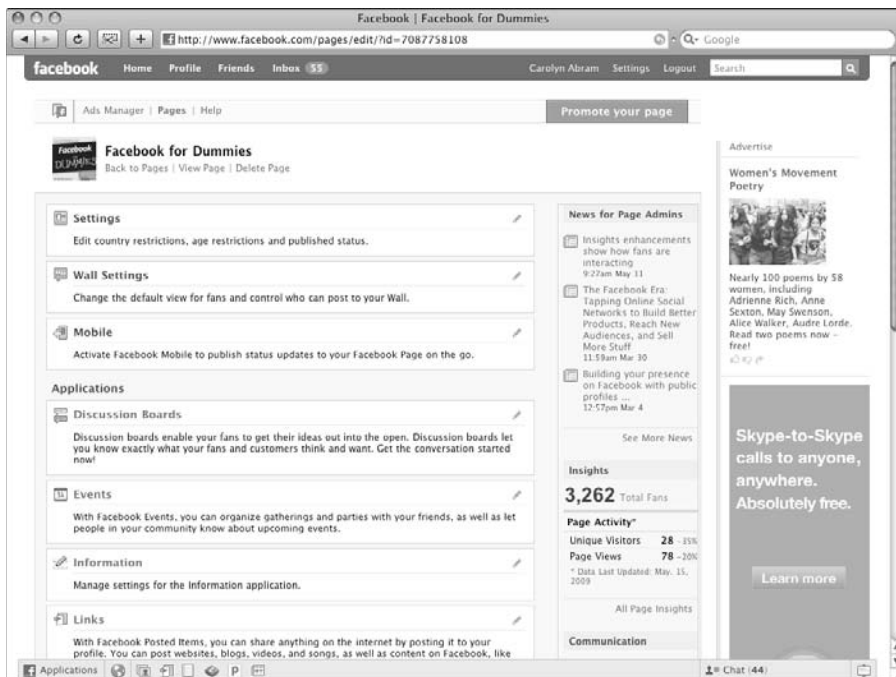 Facebook | Facebook for Dummies
http://www.facebook.com/pages/edit/?id=7087758108
Google
facebook Home Profile Friends Inbox 55 Carolyn Abram Settings Logout Search
Ads Manager | Pages | Help
Promote your page
Facebook
DUMMIES
Facebook for Dummies
Back to Pages | View Page | Delete Page
Settings
Edit country restrictions, age restrictions and published status.
Wall Settings
Change the default view for fans and control who can post to your Wall.
Mobile
Activate Facebook Mobile to publish status updates to your Facebook Page on the go.
Applications
Discussion Boards
Discussion boards enable your fans to get their ideas out into the open. Discussion boards let
you know exactly what your fans and customers think and want. Get the conversation started
now!
Events
With Facebook Events, you can organize gatherings and parties with your friends, as well as let
people in your community know about upcoming events.
Information
Manage settings for the Information application.
Links
With Facebook Posted Items, you can share anything on the internet by posting it to your
profile. You can post websites, blogs, videos, and songs, as well as content on Facebook, like
News for Page Admins
Insights enhancements
show how fans are
interacting
9:27am May 11
The Facebook Era:
Tapping Online Social
Networks to Build Better
Products, Reach New
Audiences, and Sell
More Stuff
11:59am Mar 30
Building your presence
on Facebook with public
profiles ...
12:57pm Mar 4
See More News
Insights
3,262 Total Fans
Page Activity*
Unique Visitors 28 -35%
Page Views 78 -20%
* Data Last Updated: May. 15,
2009
All Page Insights
Communication
Advertise
Women's Movement
Poetry
Nearly 100 poems by 58
women, including
Adrienne Rich, Anne
Sexton, May Swenson,
Alice Walker, Audre Lorde.
Read two poems now –
free!
Skype-to-Skype
calls to anyone,
anywhere.
Absolutely free.
Learn more
Applications
Chat (44)